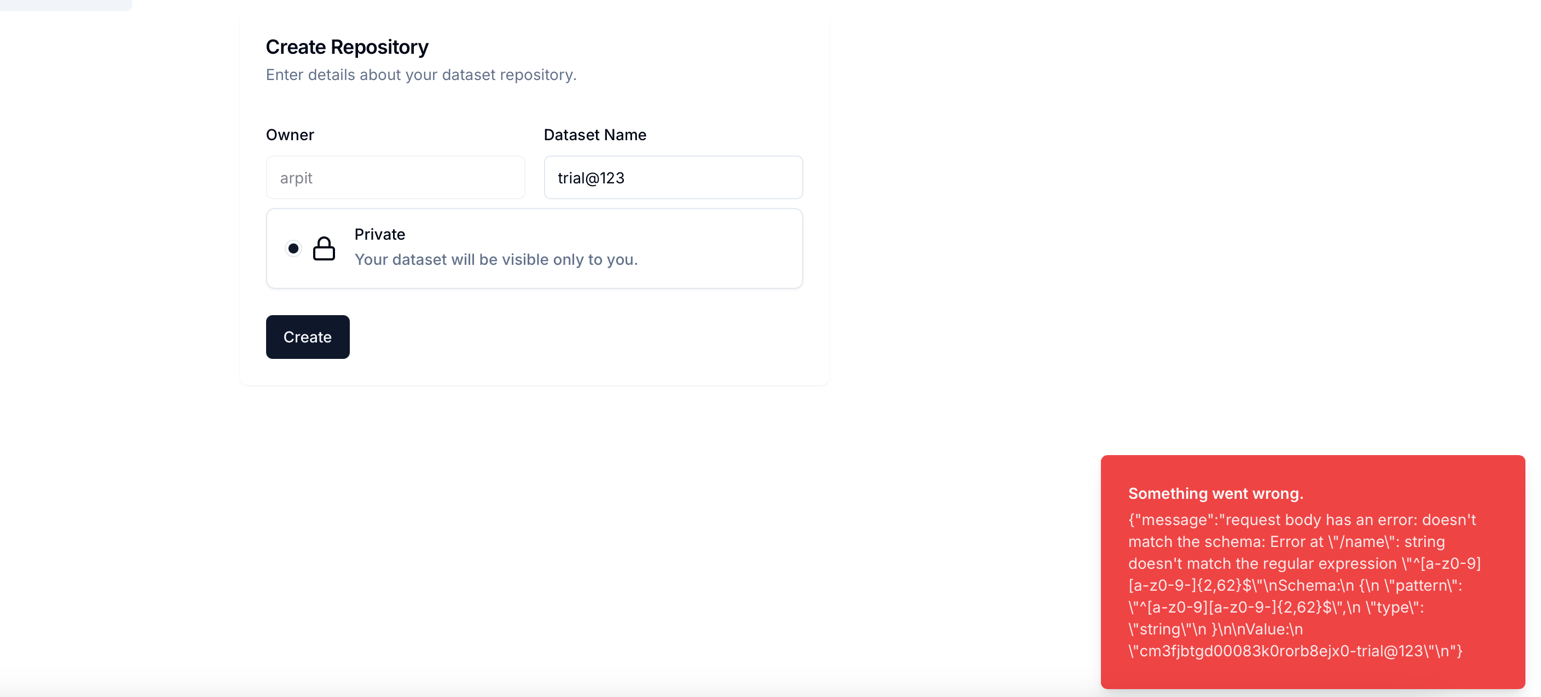 Create Repository
Enter details about your dataset repository.
Owner
Dataset Name
arpit
trial@123
Private
Your dataset will be visible only to you.
Create
Something went wrong.
{"message":"request body has an error: doesn't
match the schema: Error at \"/name\": string
doesn't match the regular expression \"^[a-z0-9]
[a-z0-9-]{2,62}$\"\nSchema:\n {\n \"pattern\":
\"^[a-z0-9][a-z0-9-]{2,62}$\",\n \"type\":
\"string\"\n }\n\nValue:\n
\"cm3fjbtgd00083k0rorb8ejx0-trial@123\"\n"}